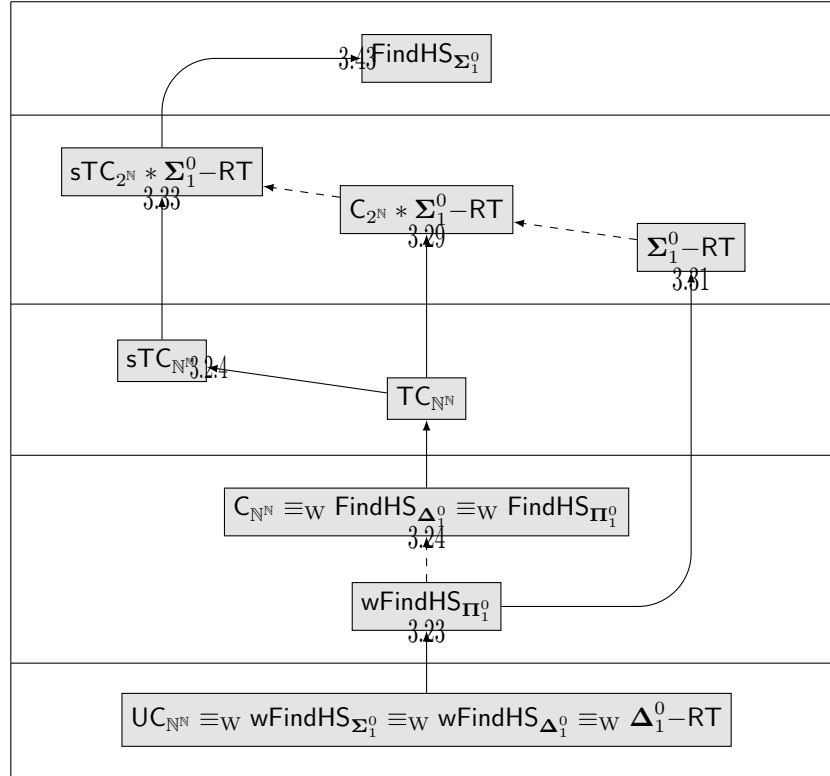 3.43 FindHS_{Σ^0_1}
sTC_{2^ℕ} ∗ Σ^0_1−RT
3.33
C_{2^ℕ} ∗ Σ^0_1−RT
3.29
Σ^0_1−RT
3.31
sTC_{ℕ^ℕ} 3.2.4
TC_{ℕ^ℕ}
C_{ℕ^ℕ} ≡_W FindHS_{Δ^0_1} ≡_W FindHS_{Π^0_1}
3.24
wFindHS_{Π^0_1}
3.23
UC_{ℕ^ℕ} ≡_W wFindHS_{Σ^0_1} ≡_W wFindHS_{Δ^0_1} ≡_W Δ^0_1−RT